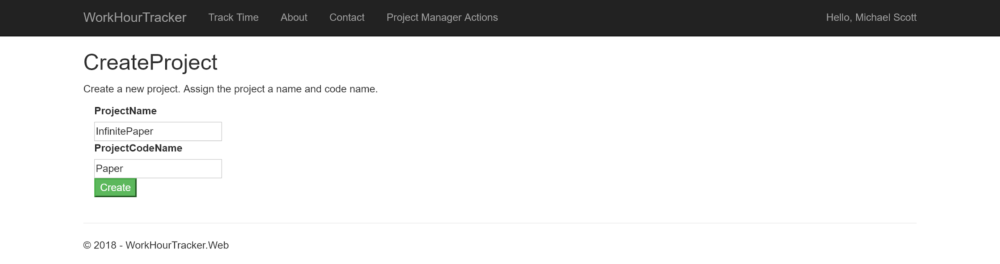 WorkHourTracker Track Time About Contact Project Manager Actions Hello, Michael Scott
CreateProject
Create a new project. Assign the project a name and code name.
ProjectName
InfinitePaper
ProjectCodeName
Paper
Create
© 2018 - WorkHourTracker.Web